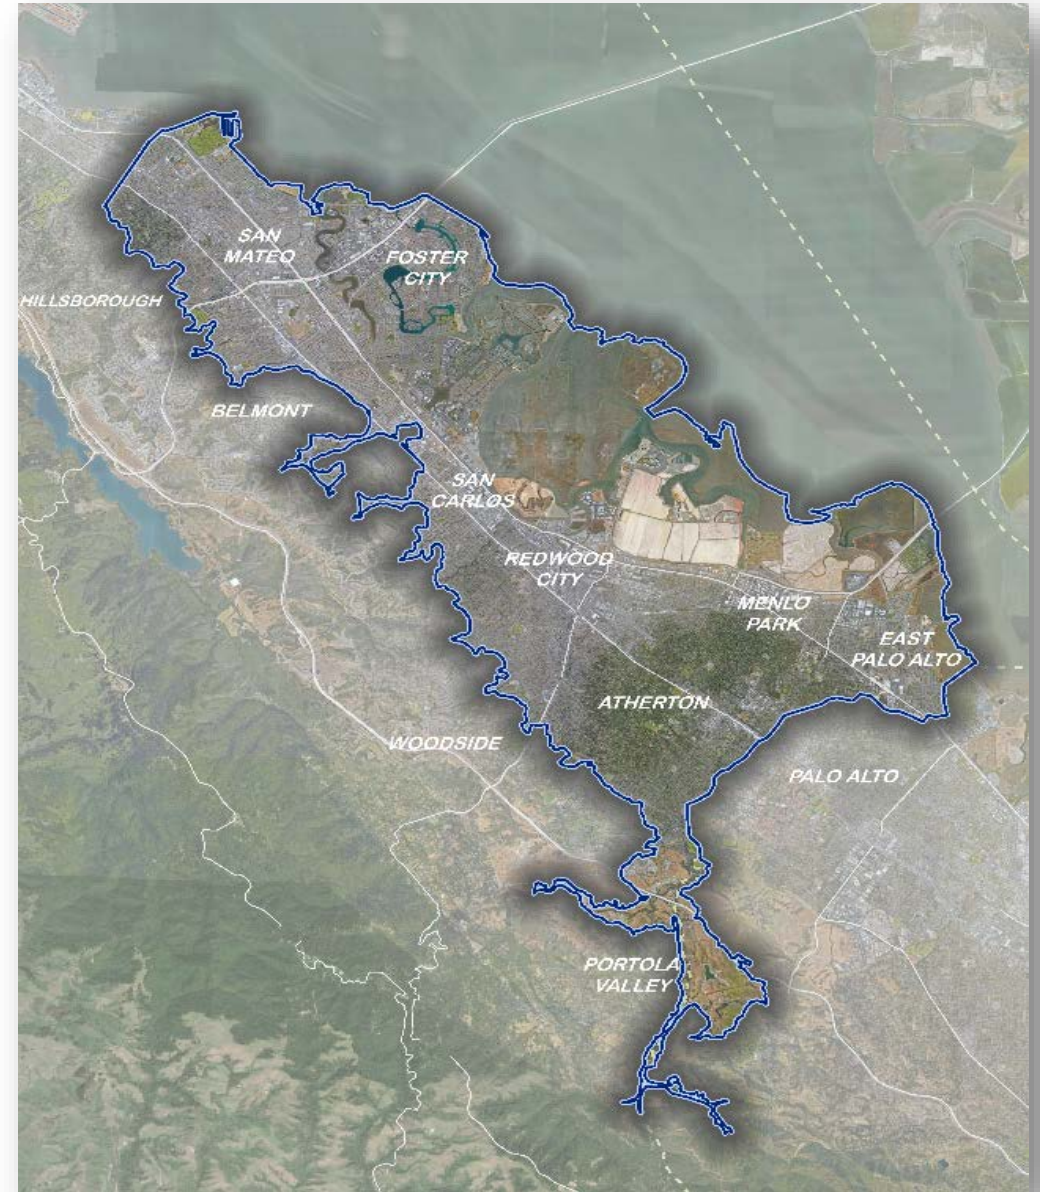 SAN
MATEO
FOSTER
CITY
HILLSBOROUGH
BELMONT
SAN
CARLOS
REDWOOD
CITY
MENLO
PARK
EAST
PALO ALTO
ATHERTON
WOODSIDE
PALO ALTO
PORTOLA
VALLEY